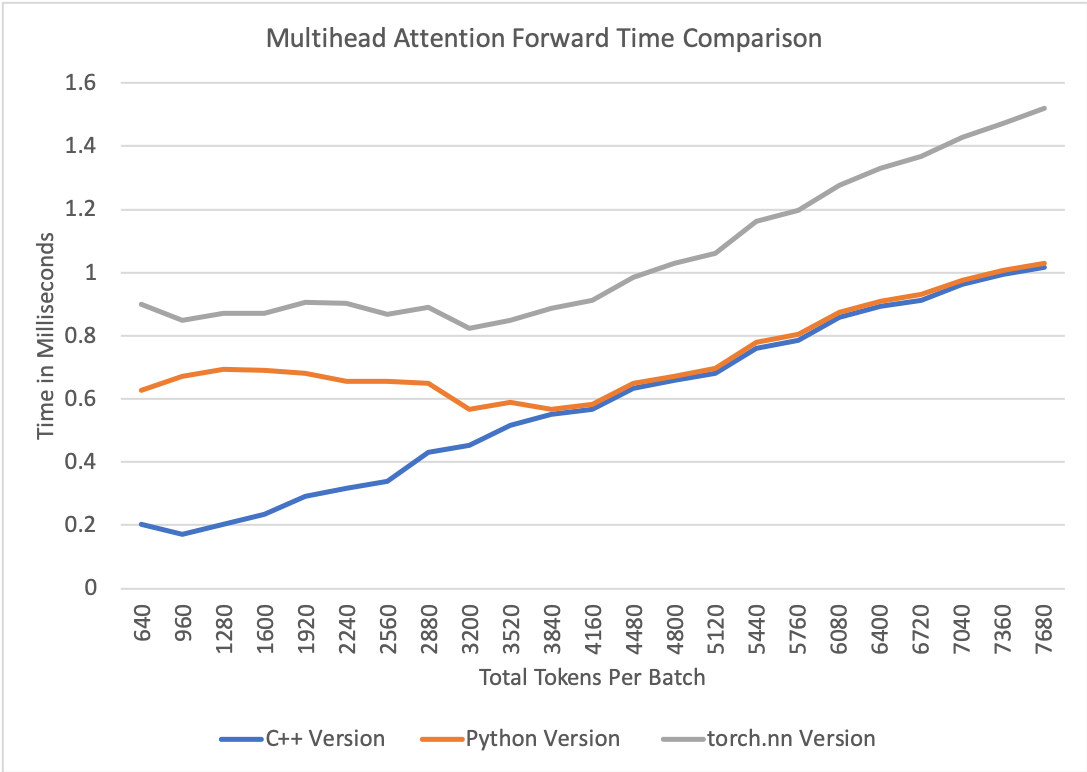 Multihead Attention Forward Time Comparison
1.6
1.4
1.2
1
0.8
0.6
0.4
0.2
0
Time in Milliseconds
640 960 1280 1600 1920 2240 2560 2880 3200 3520 3840 4160 4480 4800 5120 5440 5760 6080 6400 6720 7040 7360 7680
Total Tokens Per Batch
C++ Version Python Version torch.nn Version